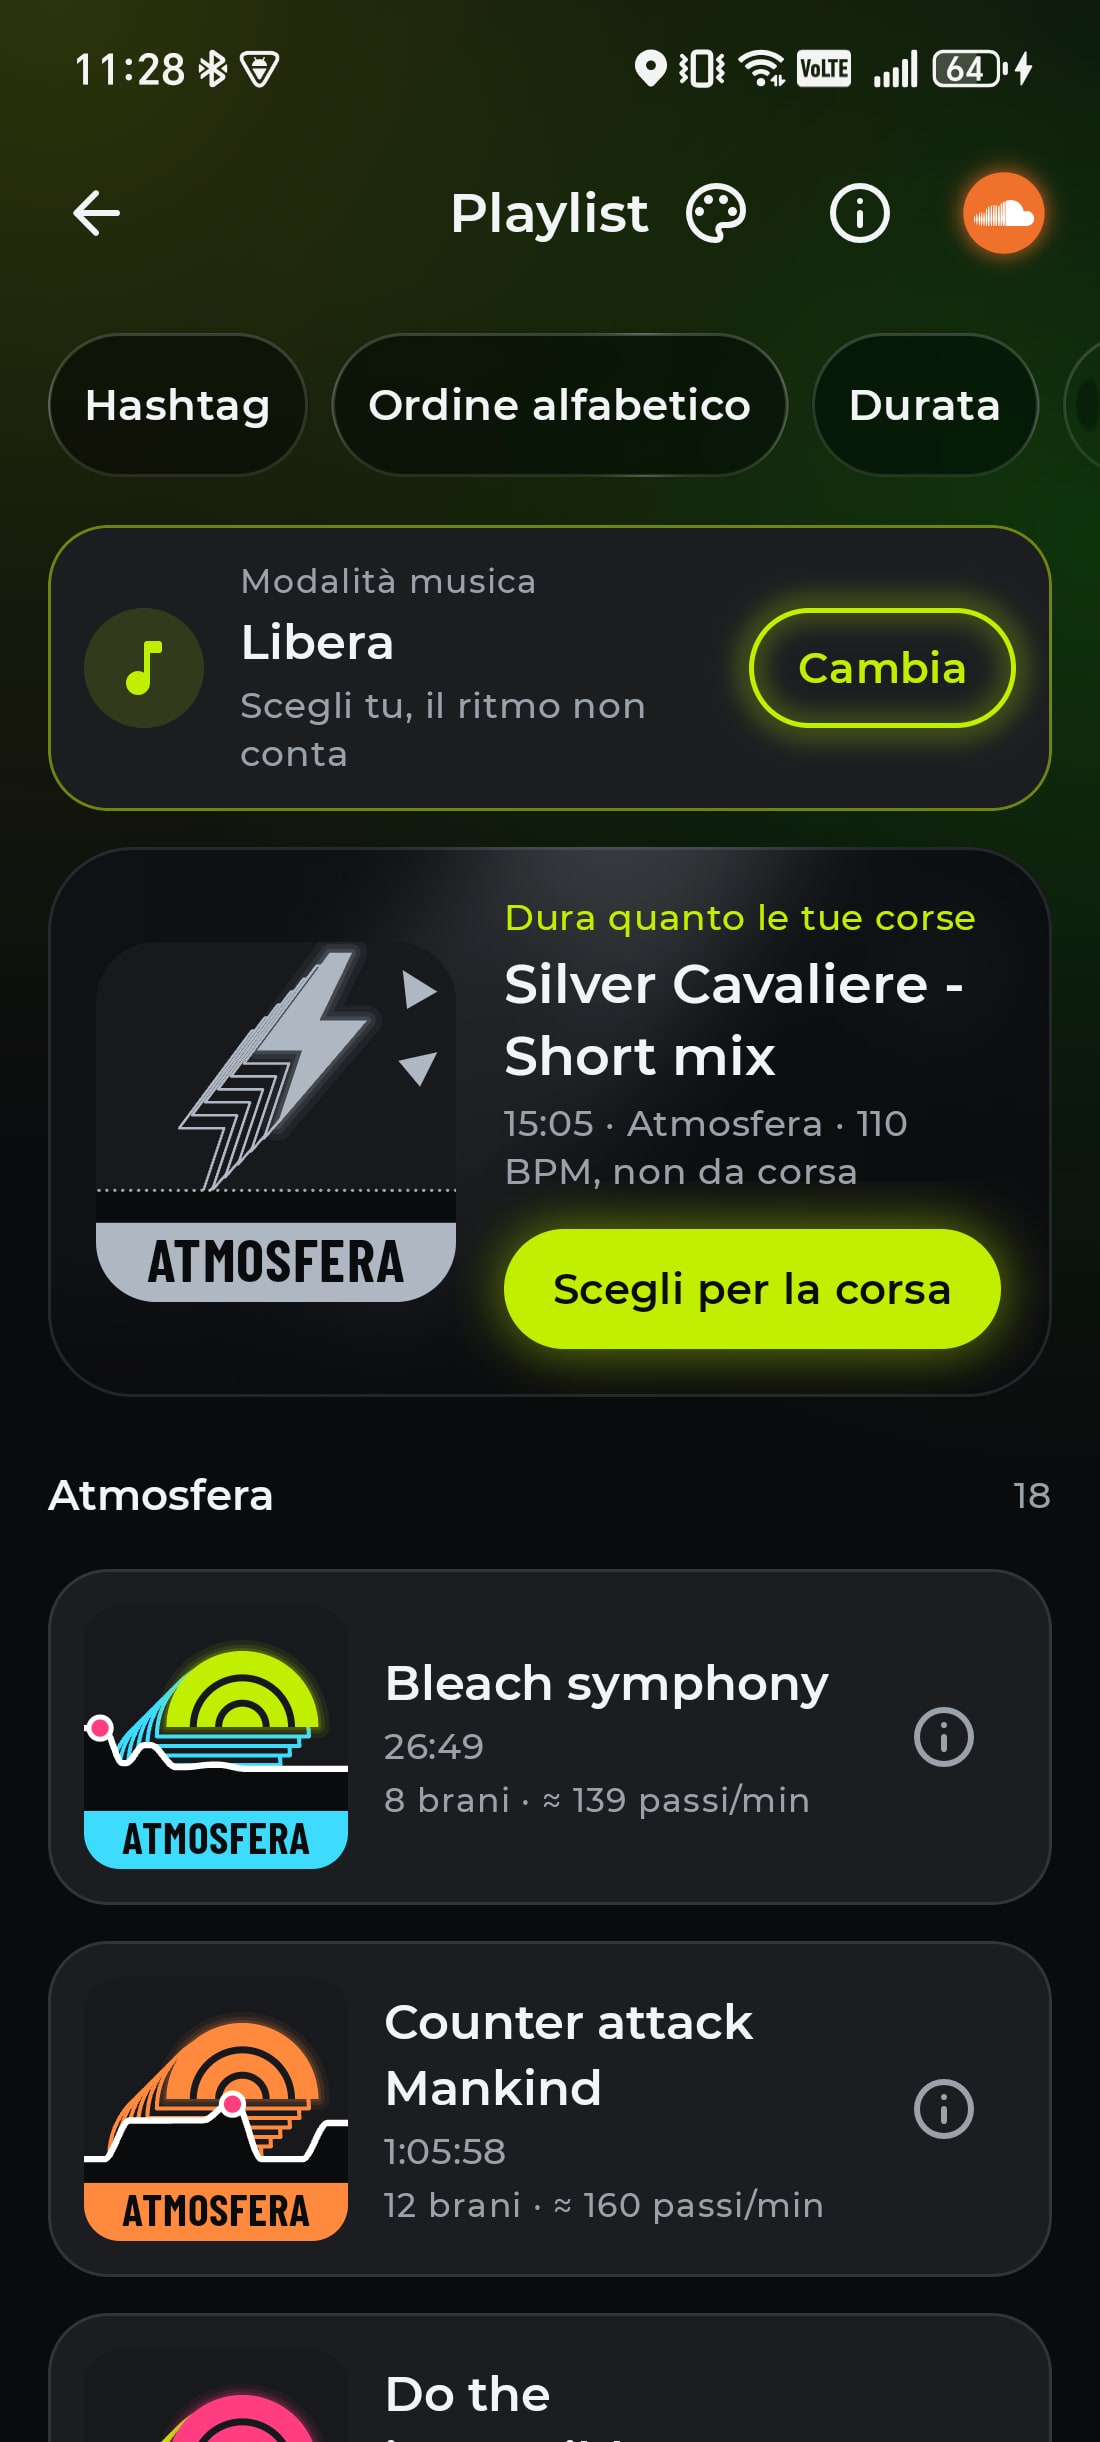 11:28
VoLTE
64
Playlist
Hashtag
Ordine alfabetico
Durata
Modalità musica
Libera
Scegli tu, il ritmo non
conta
Cambia
Dura quanto le tue corse
Silver Cavaliere -
Short mix
15:05 · Atmosfera · 110
BPM, non da corsa
ATMOSFERA
Scegli per la corsa
Atmosfera
18
Bleach symphony
26:49
8 brani · ≈ 139 passi/min
ATMOSFERA
Counter attack
Mankind
1:05:58
12 brani · ≈ 160 passi/min
ATMOSFERA
Do the